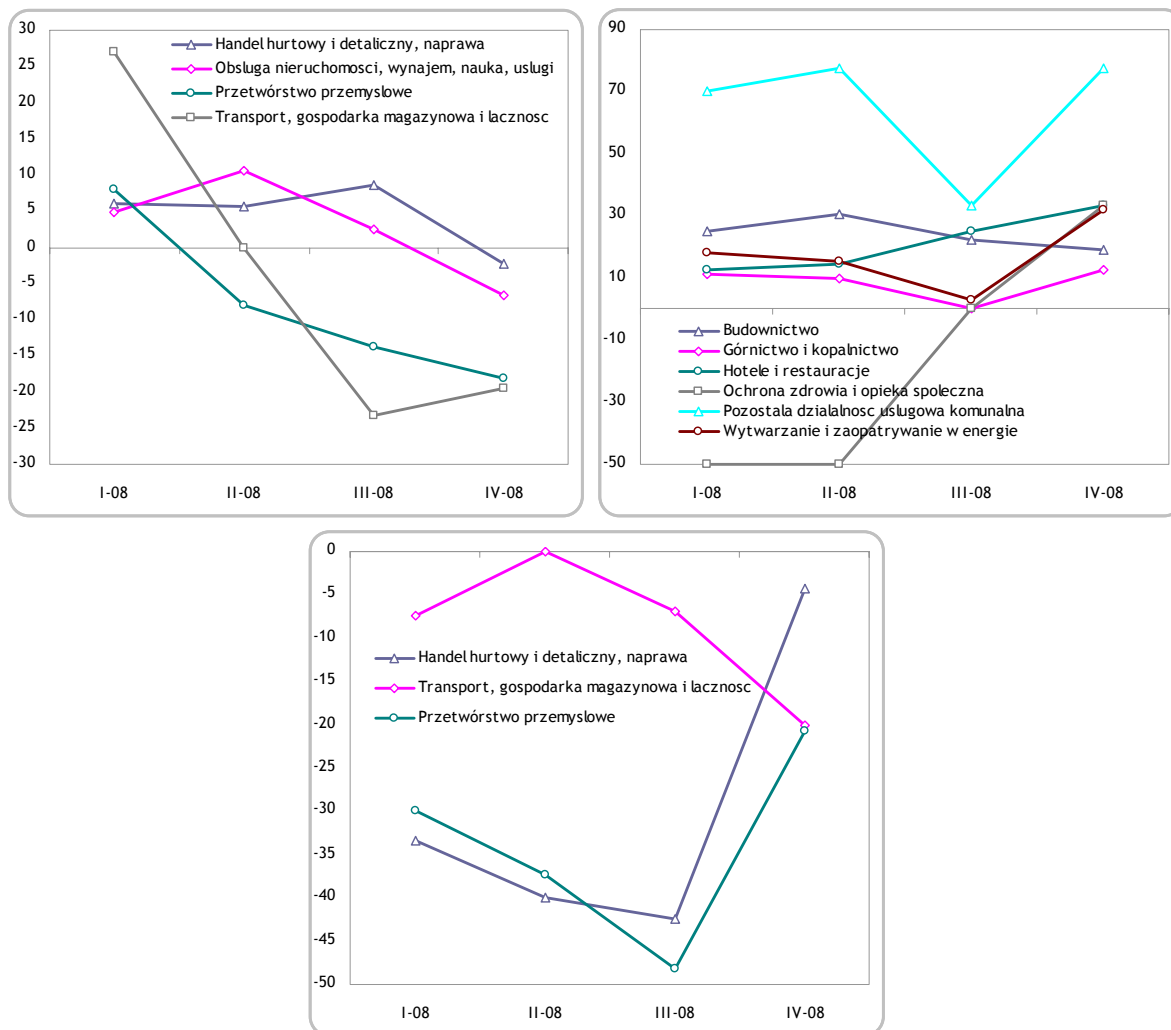 30
25
20
15
10
5
0
-5
-10
-15
-20
-25
-30
Handel hurtowy i detaliczny, naprawa
Obsluga nieruchomosci, wynajem, nauka, uslugi
Przetwórstwo przemyslowe
Transport, gospodarka magazynowa i lacznosc
I-08 II-08 III-08 IV-08
90
70
50
30
10
-10
-30
-50
Budownictwo
Górnictwo i kopalnictwo
Hotele i restauracje
Ochrona zdrowia i opieka spoleczna
Pozostala dzialalnosc uslugowa komunalna
Wytwarzanie i zaopatrywanie w energie
I-08 II-08 III-08 IV-08
0
-5
-10
-15
-20
-25
-30
-35
-40
-45
-50
Handel hurtowy i detaliczny, naprawa
Transport, gospodarka magazynowa i lacznosc
Przetwórstwo przemyslowe
I-08 II-08 III-08 IV-08